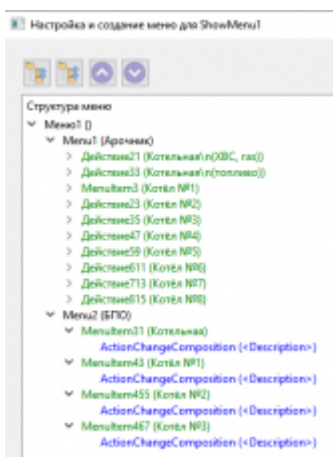 Настройка и создание меню для ShowMenu1
Структура меню
Меню1 ()
Menu1 (Арочник)
Действие21 (Котельная\n(ХВС, газ))
Действие33 (Котельная\n(топливо))
MenuItem3 (Котёл №1)
Действие23 (Котёл №2)
Действие35 (Котёл №3)
Действие47 (Котёл №4)
Действие59 (Котёл №5)
Действие611 (Котёл №6)
Действие713 (Котёл №7)
Действие815 (Котёл №8)
Menu2 (БПО)
MenuItem31 (Котельная)
ActionChangeComposition (<Description>)
MenuItem43 (Котёл №1)
ActionChangeComposition (<Description>)
MenuItem455 (Котёл №2)
ActionChangeComposition (<Description>)
MenuItem467 (Котёл №3)
ActionChangeComposition (<Description>)